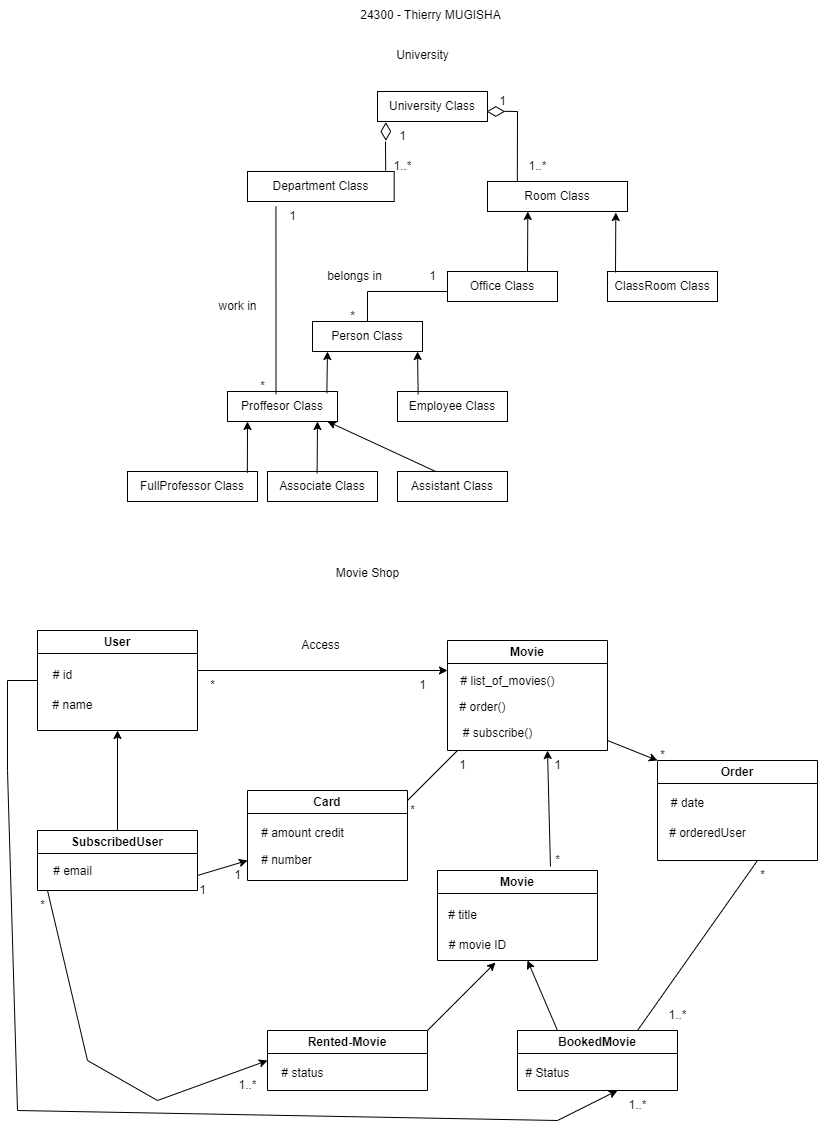 24300 - Thierry MUGISHA
University
University Class
1
1
1..*
1..*
Department Class
Room Class
1
belongs in
1
Office Class
ClassRoom Class
work in
*
Person Class
*
Proffesor Class
Employee Class
FullProfessor Class
Associate Class
Assistant Class
Movie Shop
User
# id
# name
Access
*
1
Movie
# list_of_movies()
# order()
# subscribe()
1
1
*
Order
# date
# orderedUser
*
Card
# amount credit
# number
*
SubscribedUser
# email
1
1
*
*
Movie
# title
# movie ID
1..*
Rented-Movie
# status
1..*
BookedMovie
# Status
1..*